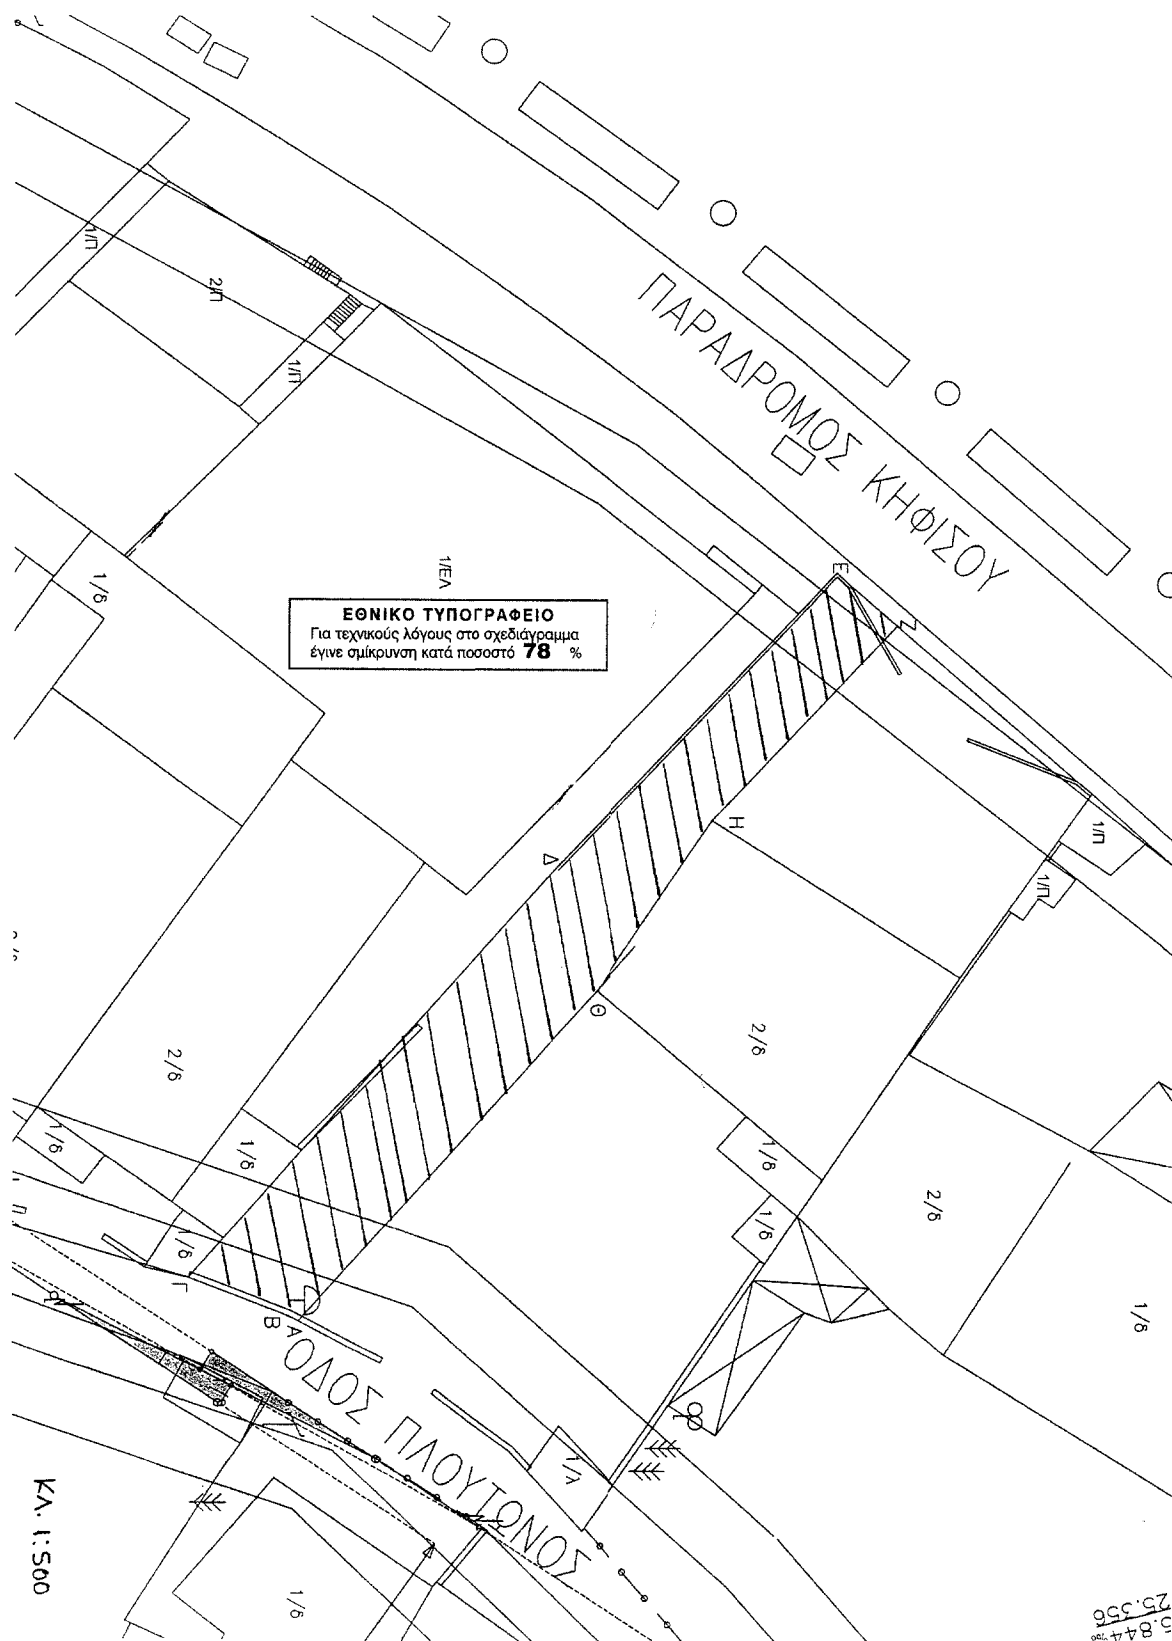 ΠΑΡΑΔΡΟΜΟΣ ΚΗΦΙΣΟΥ
1/Π
2/Π
1/Π
1/ΕΛ
1/δ
ΕΘΝΙΚΟ ΤΥΠΟΓΡΑΦΕΙΟ
Για τεχνικούς λόγους στο σχεδιάγραμμα
έγινε σμίκρυνση κατά ποσοστό 78 %
Ε
Ζ
Η
Δ
Θ
1/Π
1/Π
2/δ
2/δ
1/δ
1/δ
1/δ
1/δ
2/δ
1/δ
1/δ
Γ
Β
Α
Π
ΟΔΟΣ ΠΛΟΥΤΩΝΟΣ
1/λ
1/δ
ΚΛ. 1:500
25.356